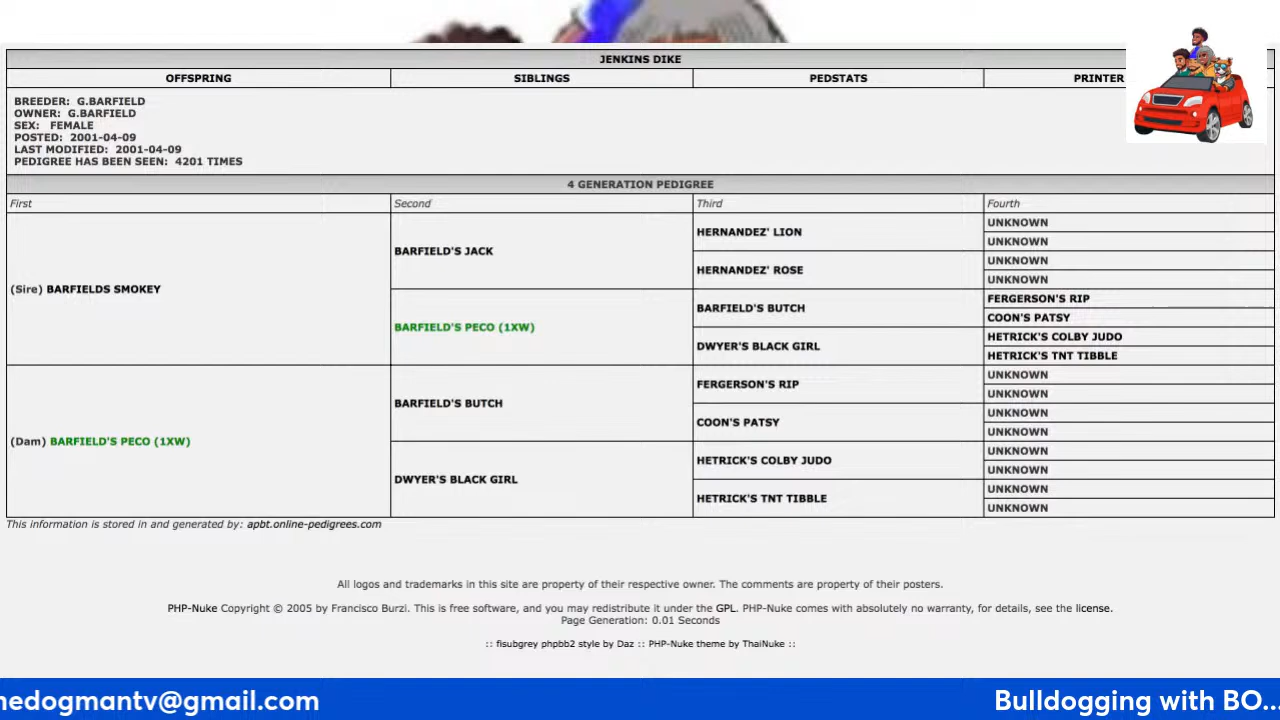 JENKINS DIKE
OFFSPRING SIBLINGS PEDSTATS PRINTER
BREEDER: G.BARFIELD
OWNER: G.BARFIELD
SEX: FEMALE
POSTED: 2001-04-09
LAST MODIFIED: 2001-04-09
PEDIGREE HAS BEEN SEEN: 4201 TIMES
4 GENERATION PEDIGREE
First Second Third Fourth
(Sire) BARFIELDS SMOKEY
BARFIELD'S JACK
HERNANDEZ' LION
UNKNOWN
UNKNOWN
HERNANDEZ' ROSE
UNKNOWN
UNKNOWN
BARFIELD'S PECO (1XW)
BARFIELD'S BUTCH
FERGERSON'S RIP
COON'S PATSY
DWYER'S BLACK GIRL
HETRICK'S COLBY JUDO
HETRICK'S TNT TIBBLE
(Dam) BARFIELD'S PECO (1XW)
BARFIELD'S BUTCH
FERGERSON'S RIP
UNKNOWN
UNKNOWN
COON'S PATSY
UNKNOWN
UNKNOWN
DWYER'S BLACK GIRL
HETRICK'S COLBY JUDO
UNKNOWN
UNKNOWN
HETRICK'S TNT TIBBLE
UNKNOWN
UNKNOWN
This information is stored in and generated by: apbt.online-pedigrees.com
All logos and trademarks in this site are property of their respective owner. The comments are property of their posters.
PHP-Nuke Copyright © 2005 by Francisco Burzi. This is free software, and you may redistribute it under the GPL. PHP-Nuke comes with absolutely no warranty, for details, see the license.
Page Generation: 0.01 Seconds
:: fisubgrey phpbb2 style by Daz :: PHP-Nuke theme by ThaiNuke ::
hedogmantv@gmail.com Bulldogging with BO...